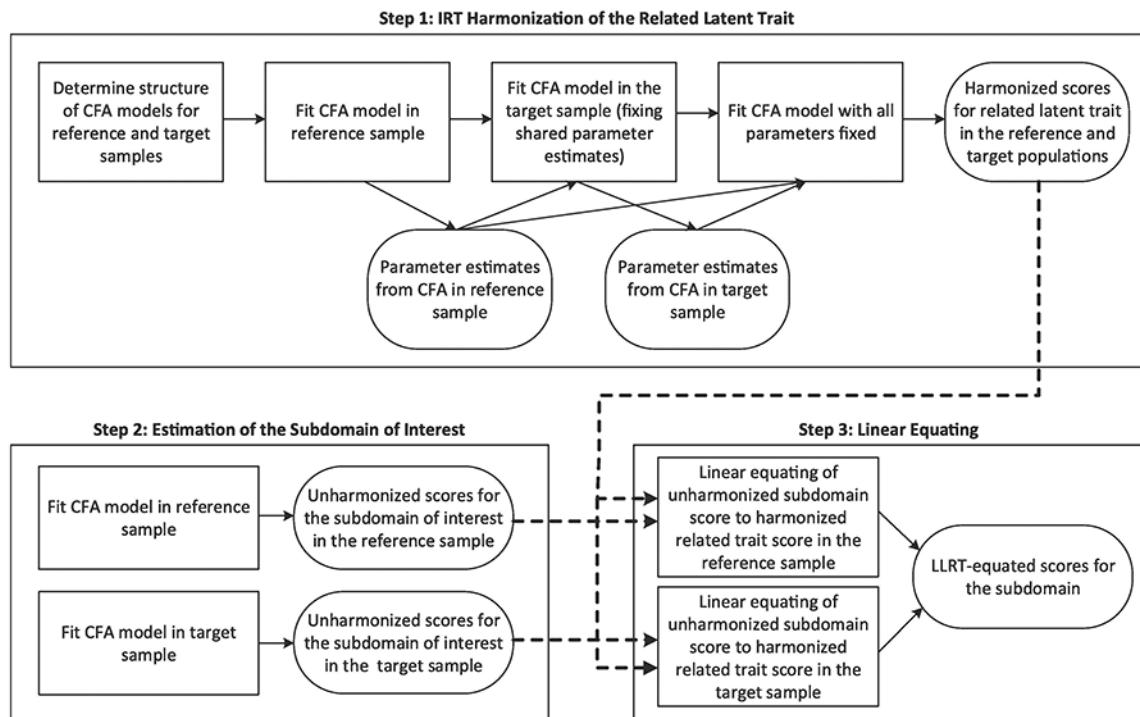 Step 1: IRT Harmonization of the Related Latent Trait
Determine structure
of CFA models for
reference and target
samples
Fit CFA model in
reference sample
Fit CFA model in the
target sample (fixing
shared parameter
estimates)
Fit CFA model with all
parameters fixed
Harmonized scores
for related latent trait
in the reference and
target populations
Parameter estimates
from CFA in reference
sample
Parameter estimates
from CFA in target
sample
Step 2: Estimation of the Subdomain of Interest
Fit CFA model in reference
sample
Unharmonized scores for
the subdomain of interest
in the reference sample
Fit CFA model in target
sample
Unharmonized scores for
the subdomain of interest
in the target sample
Step 3: Linear Equating
Linear equating of
unharmonized subdomain
score to harmonized
related trait score in the
reference sample
Linear equating of
unharmonized subdomain
score to harmonized
related trait score in the
target sample
LLRT-equated scores for
the subdomain